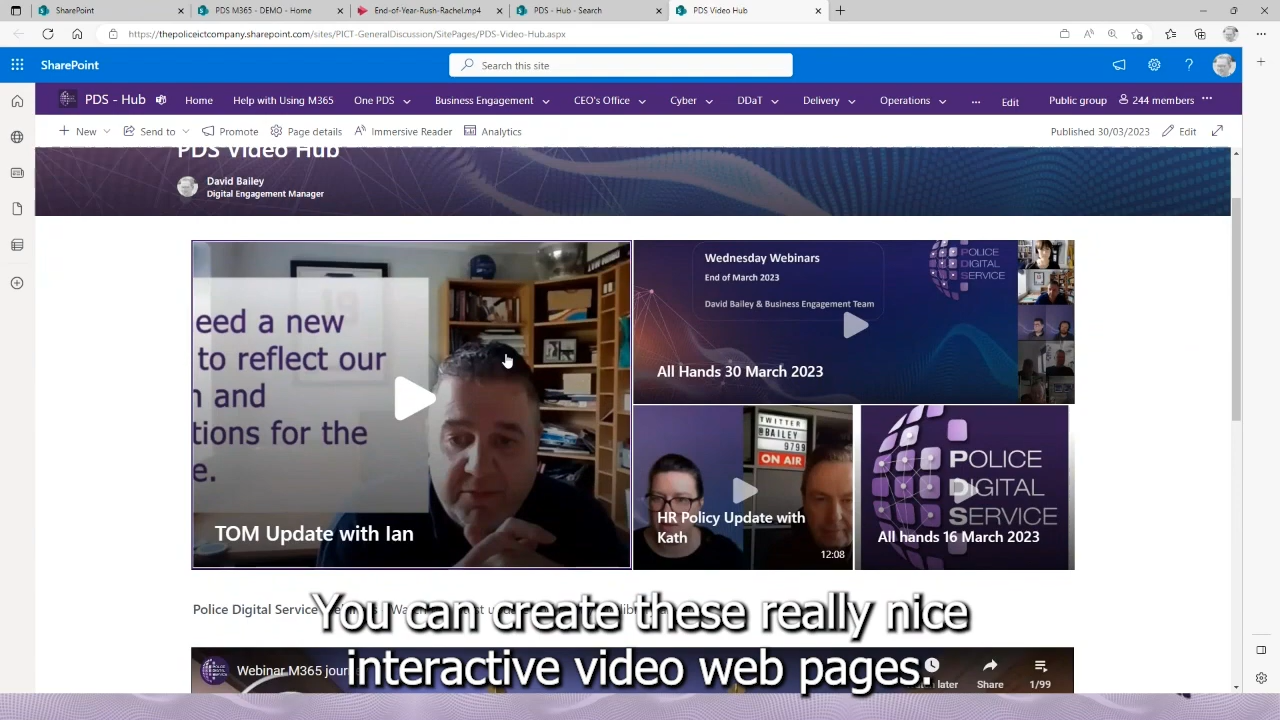 PDS M365 - DEMO - Home
End-of-Year-Rush-Rachel.mp4
PDS - Hub - Search
PDS Video Hub
https://thepoliceictcompany.sharepoint.com/sites/PICT-GeneralDiscussion/SitePages/PDS-Video-Hub.aspx
SharePoint
Search this site
PDS - Hub Home Help with Using M365 One PDS Business Engagement CEO's Office Cyber DDaT Delivery Operations ... Edit Public group 244 members ...
New Send to Promote Page details Immersive Reader Analytics Published 30/03/2023 Edit
PDS Video Hub
David Bailey
Digital Engagement Manager
eed a new
to reflect our
and
tions for the
e.
TOM Update with Ian
Wednesday Webinars
End of March 2023
David Bailey & Business Engagement Team
POLICE
DIGITAL
SERVICE
All Hands 30 March 2023
TWITTER
@BAILEY
9799
ON AIR
HR Policy Update with
Kath
12:08
POLICE
DIGITAL
SERVICE
All hands 16 March 2023
Police Digital Service
You can create these really nice
interactive video web pages.
Webinar M365 jour
later
Share
1/99